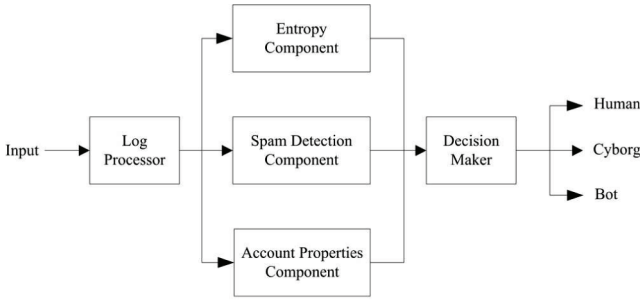 Entropy
Component
Input
Log
Processor
Spam Detection
Component
Decision
Maker
Human
Cyborg
Bot
Account Properties
Component